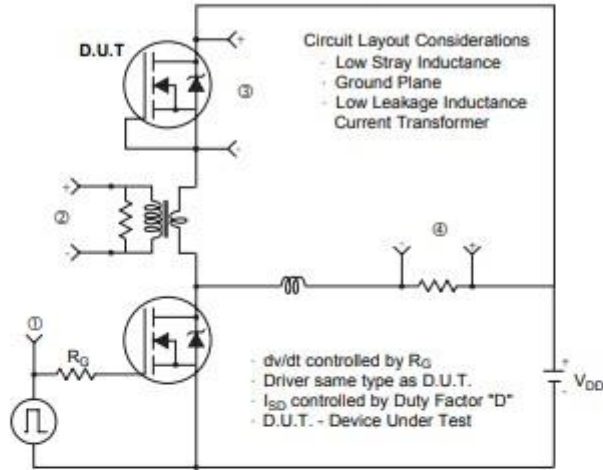 D.U.T
+
③
-
Circuit Layout Considerations
· Low Stray Inductance
· Ground Plane
· Low Leakage Inductance
Current Transformer
+
②
-
④
-
+
①
RG
· dv/dt controlled by RG
· Driver same type as D.U.T.
· ISD controlled by Duty Factor "D"
· D.U.T. - Device Under Test
+
VDD
-